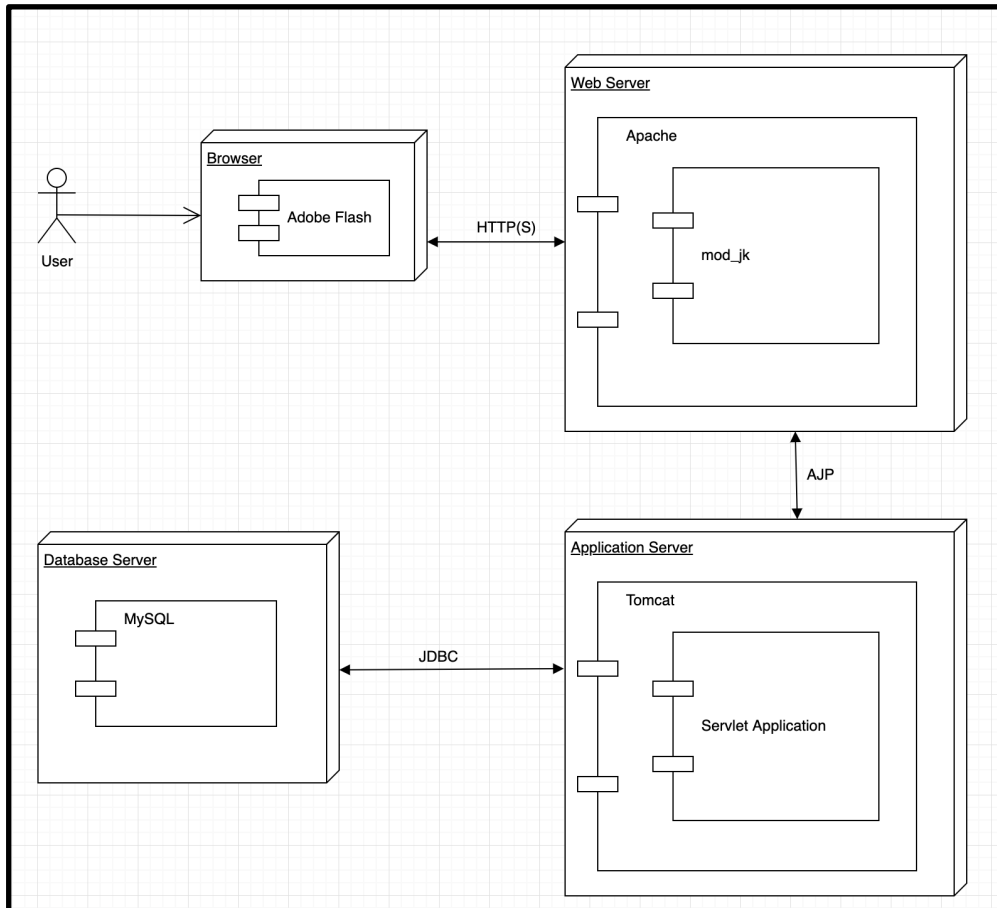 Web Server
Apache
Browser
Adobe Flash
HTTP(S)
mod_jk
User
AJP
Database Server
MySQL
JDBC
Application Server
Tomcat
Servlet Application